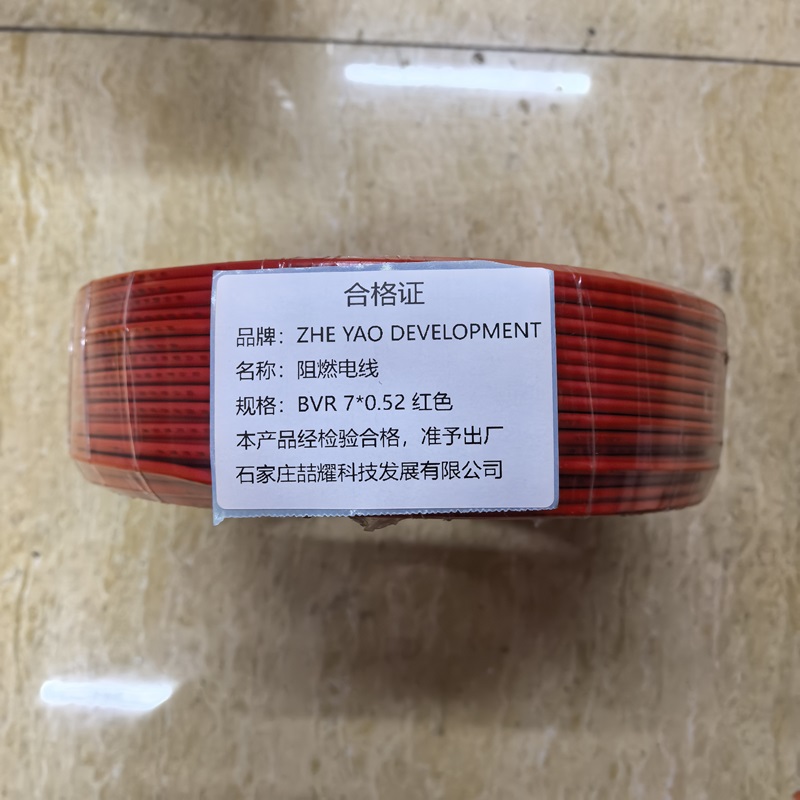 合格证
品牌：ZHE YAO DEVELOPMENT
名称：阻燃电线
规格：BVR 7*0.52 红色
本产品经检验合格，准予出厂
石家庄喆耀科技发展有限公司